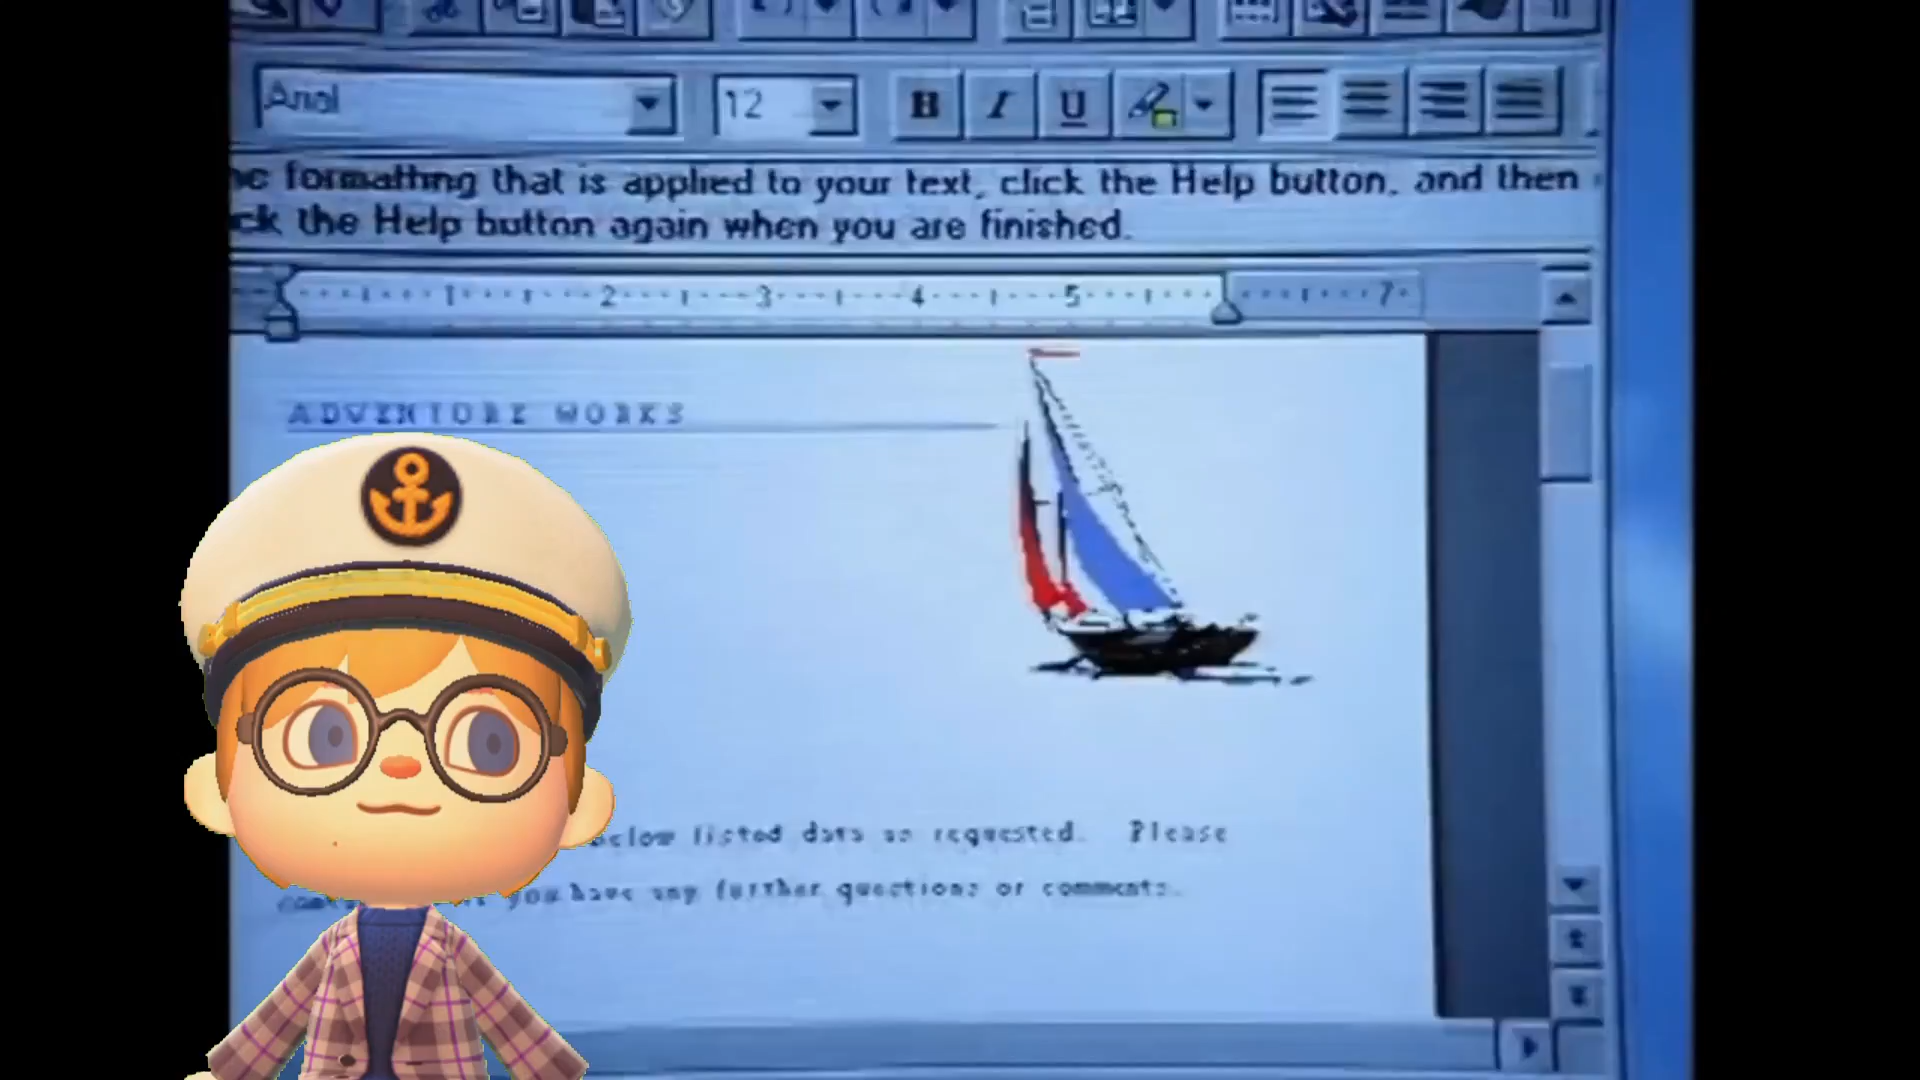 Arial 12 B I U
formatting that is applied to your text, click the Help button, and then
ck the Help button again when you are finished.
1 2 3 4 5 7
ADVENTURE WORKS
below listed data as requested. Please
you have any further questions or comments.